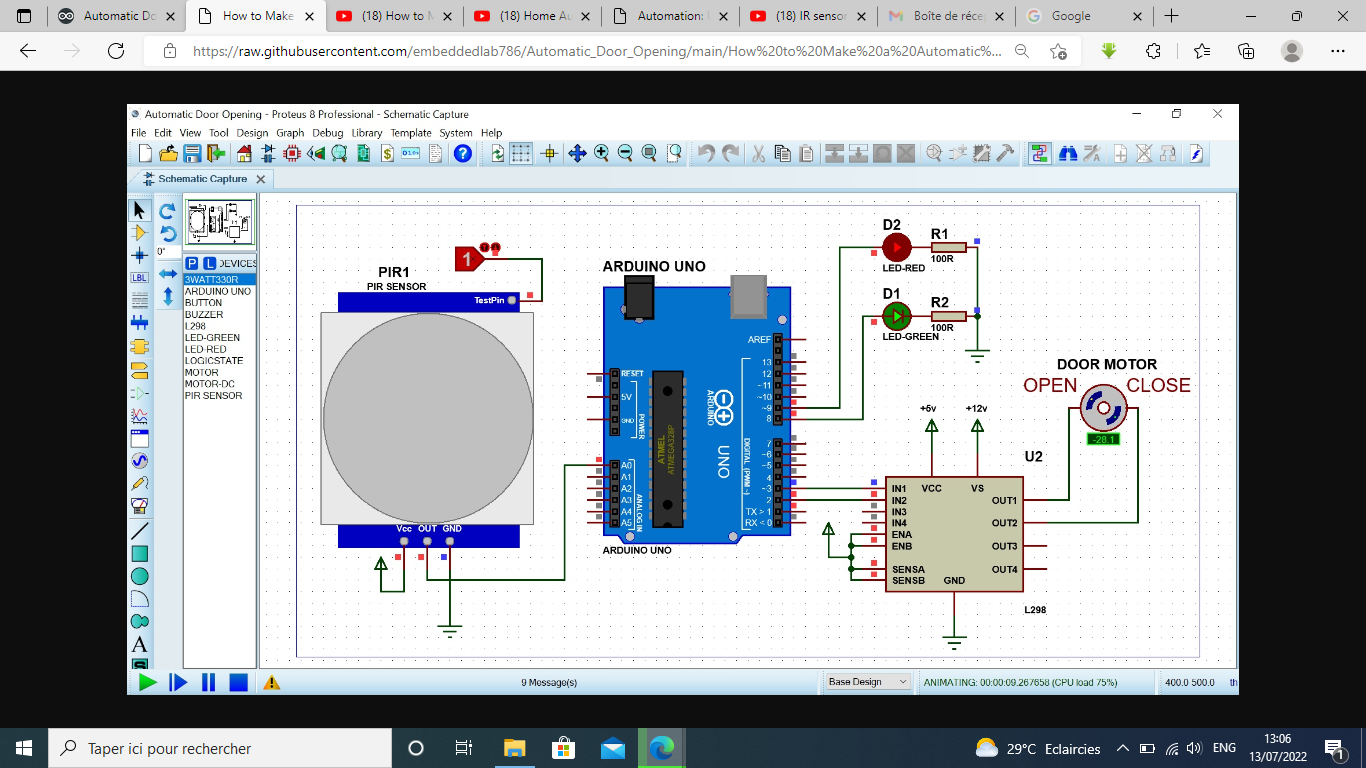 Automatic Do
How to Make
(18) How to M
(18) Home Au
Automation:
(18) IR sensor
Boîte de récep
Google
https://raw.githubusercontent.com/embeddedlab786/Automatic_Door_Opening/main/How%20to%20Make%20a%20Automatic%...
Automatic Door Opening - Proteus 8 Professional - Schematic Capture
File Edit View Tool Design Graph Debug Library Template System Help
Schematic Capture
0°
P L DEVICES
LBL
3WATT330R
ARDUINO UNO
BUTTON
BUZZER
L298
LED-GREEN
LED-RED
LOGICSTATE
MOTOR
MOTOR-DC
PIR SENSOR
A
S
1
PIR1
PIR SENSOR
TestPin
Vcc OUT GND
ARDUINO UNO
AREF
13
12
~11
~10
~9
8
7
~6
~5
4
~3
2
TX > 1
RX < 0
RESET
5V
GND
POWER
A0
A1
A2
A3
A4
A5
ANALOG IN
ATMEL
ATMEGA328P
ARDUINO
UNO
DIGITAL (PWM ~)
ARDUINO UNO
D2
LED-RED
R1
100R
D1
LED-GREEN
R2
100R
DOOR MOTOR
OPEN CLOSE
-28.1
+5v
+12v
U2
IN1
IN2
IN3
IN4
ENA
ENB
SENSA
SENSB
VCC
VS
GND
OUT1
OUT2
OUT3
OUT4
L298
9 Message(s)
Base Design
ANIMATING: 00:00:09.267658 (CPU load 75%)
400.0 500.0 th
Taper ici pour rechercher
29°C Eclaircies
ENG
13:06
13/07/2022
1